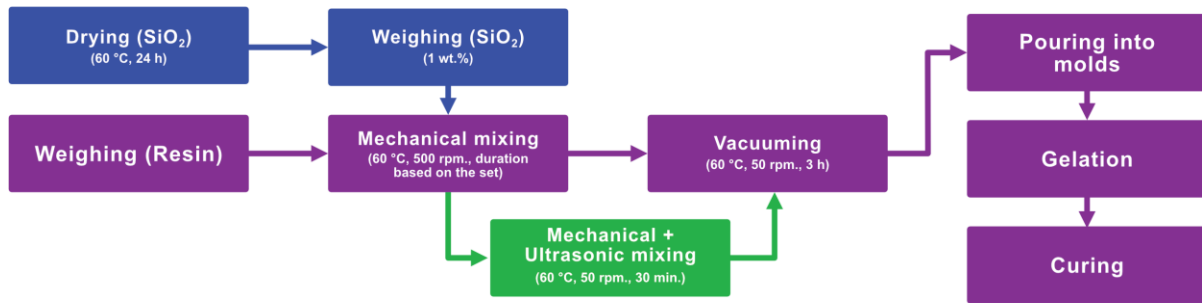 Drying (SiO₂)
(60 °C, 24 h)
Weighing (SiO₂)
(1 wt.%)
Weighing (Resin)
Mechanical mixing
(60 °C, 500 rpm., duration
based on the set)
Mechanical +
Ultrasonic mixing
(60 °C, 50 rpm., 30 min.)
Vacuuming
(60 °C, 50 rpm., 3 h)
Pouring into
molds
Gelation
Curing